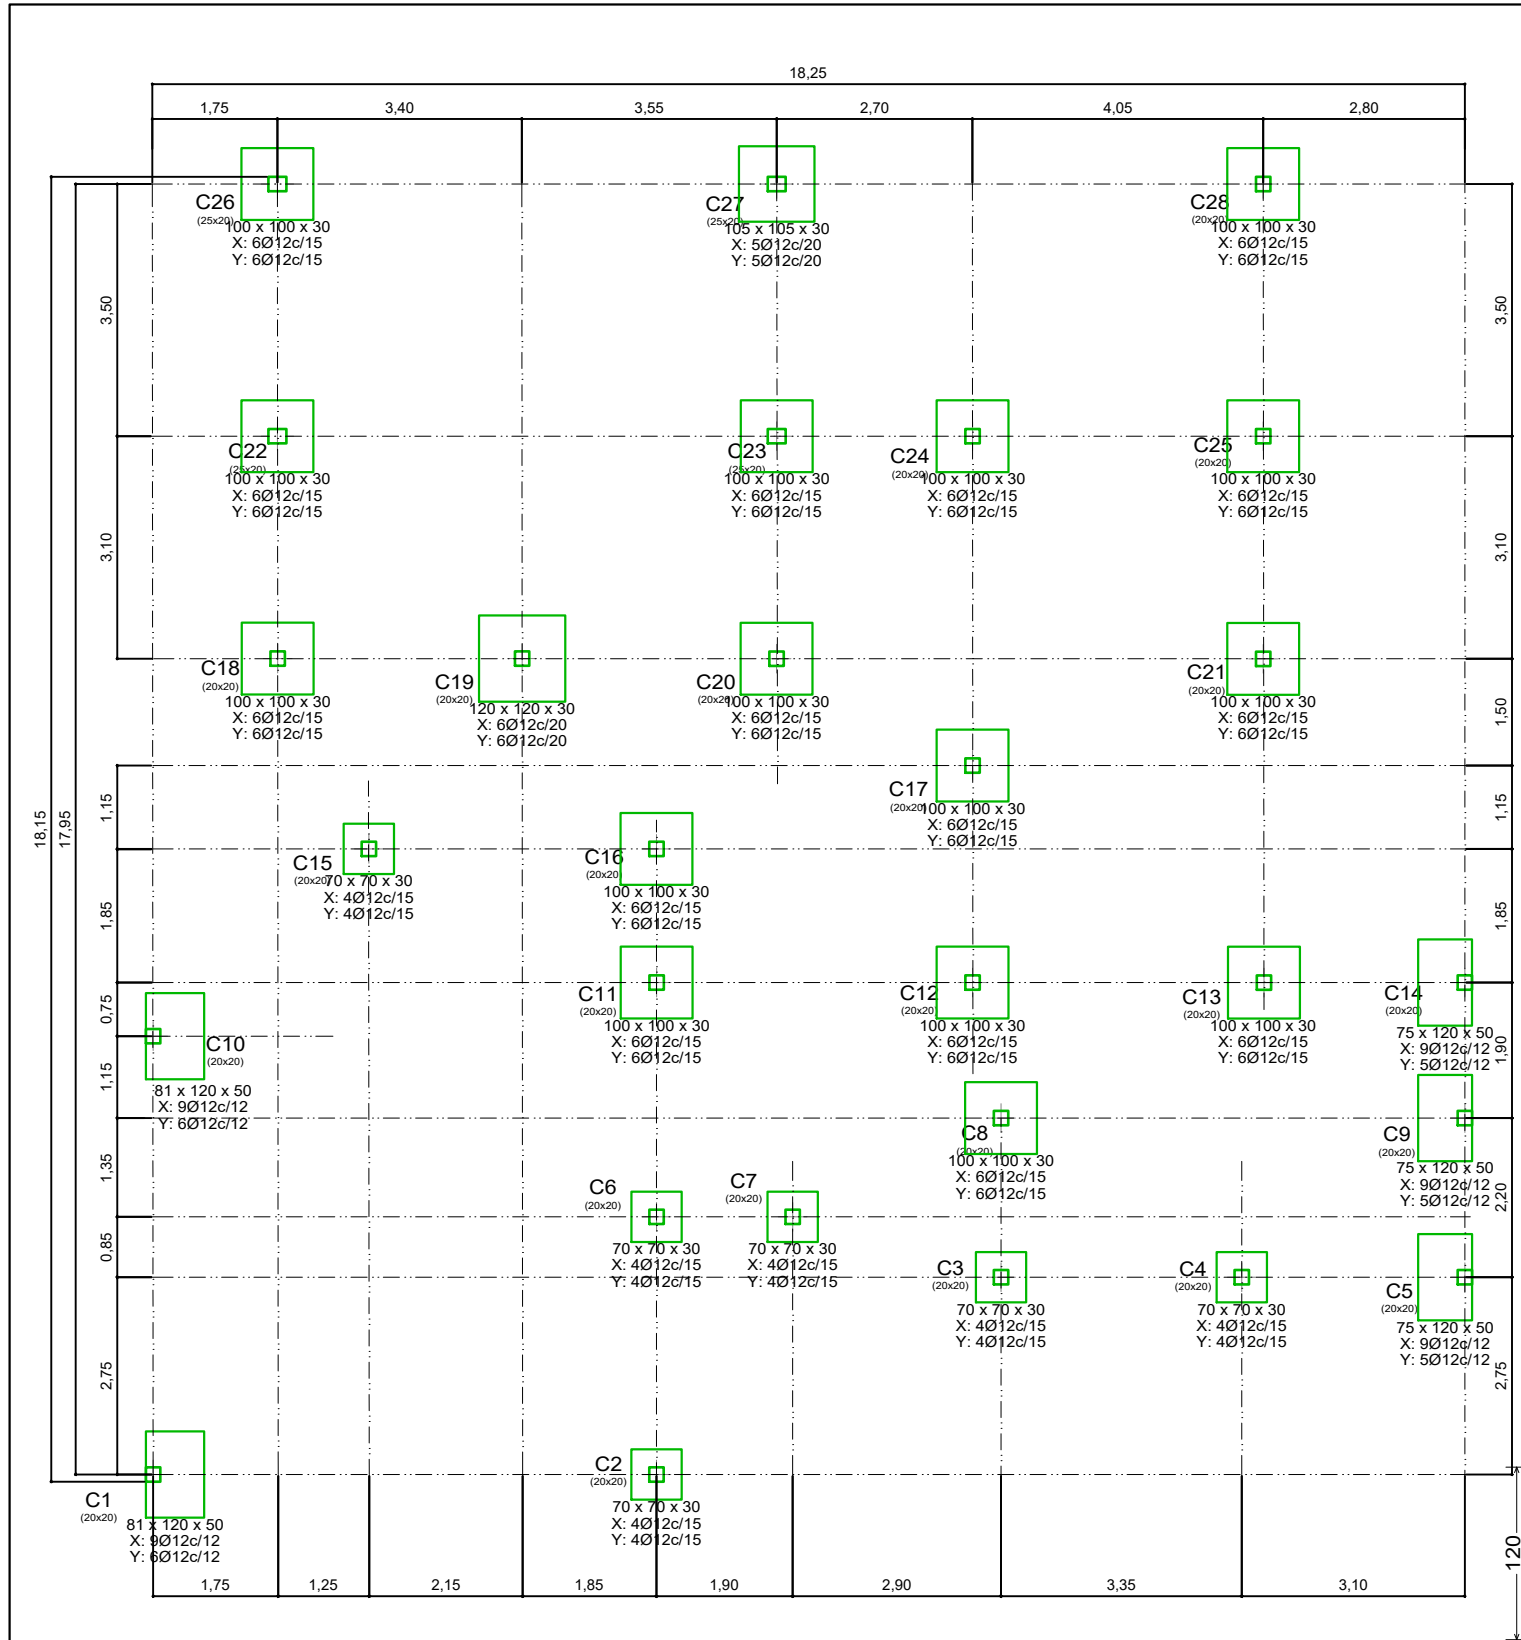 18,25
1,75
3,40
3,55
2,70
4,05
2,80
C26
(25x20)
100 x 100 x 30
X: 6Ø12c/15
Y: 6Ø12c/15
C27
(25x20)
105 x 105 x 30
X: 5Ø12c/20
Y: 5Ø12c/20
C28
(20x20)
100 x 100 x 30
X: 6Ø12c/15
Y: 6Ø12c/15
3,50
3,50
C22
(25x20)
100 x 100 x 30
X: 6Ø12c/15
Y: 6Ø12c/15
C23
(25x20)
100 x 100 x 30
X: 6Ø12c/15
Y: 6Ø12c/15
C24
(20x20)
100 x 100 x 30
X: 6Ø12c/15
Y: 6Ø12c/15
C25
(20x20)
100 x 100 x 30
X: 6Ø12c/15
Y: 6Ø12c/15
3,10
3,10
C18
(20x20)
100 x 100 x 30
X: 6Ø12c/15
Y: 6Ø12c/15
C19
(20x20)
120 x 120 x 30
X: 6Ø12c/20
Y: 6Ø12c/20
C20
(20x20)
100 x 100 x 30
X: 6Ø12c/15
Y: 6Ø12c/15
C21
(20x20)
100 x 100 x 30
X: 6Ø12c/15
Y: 6Ø12c/15
1,50
C17
(20x20)
100 x 100 x 30
X: 6Ø12c/15
Y: 6Ø12c/15
18,15
17,95
1,15
1,15
C15
(20x20)
70 x 70 x 30
X: 4Ø12c/15
Y: 4Ø12c/15
C16
(20x20)
100 x 100 x 30
X: 6Ø12c/15
Y: 6Ø12c/15
1,85
1,85
C11
(20x20)
100 x 100 x 30
X: 6Ø12c/15
Y: 6Ø12c/15
C12
(20x20)
100 x 100 x 30
X: 6Ø12c/15
Y: 6Ø12c/15
C13
(20x20)
100 x 100 x 30
X: 6Ø12c/15
Y: 6Ø12c/15
C14
(20x20)
75 x 120 x 50
X: 9Ø12c/12
Y: 5Ø12c/12
0,75
1,90
C10
(20x20)
81 x 120 x 50
X: 9Ø12c/12
Y: 6Ø12c/12
1,15
C8
(20x20)
100 x 100 x 30
X: 6Ø12c/15
Y: 6Ø12c/15
C9
(20x20)
75 x 120 x 50
X: 9Ø12c/12
Y: 5Ø12c/12
1,35
2,20
C6
(20x20)
70 x 70 x 30
X: 4Ø12c/15
Y: 4Ø12c/15
C7
(20x20)
70 x 70 x 30
X: 4Ø12c/15
Y: 4Ø12c/15
0,85
C3
(20x20)
70 x 70 x 30
X: 4Ø12c/15
Y: 4Ø12c/15
C4
(20x20)
70 x 70 x 30
X: 4Ø12c/15
Y: 4Ø12c/15
C5
(20x20)
75 x 120 x 50
X: 9Ø12c/12
Y: 5Ø12c/12
2,75
2,75
C1
(20x20)
81 x 120 x 50
X: 9Ø12c/12
Y: 6Ø12c/12
C2
(20x20)
70 x 70 x 30
X: 4Ø12c/15
Y: 4Ø12c/15
120
1,75
1,25
2,15
1,85
1,90
2,90
3,35
3,10